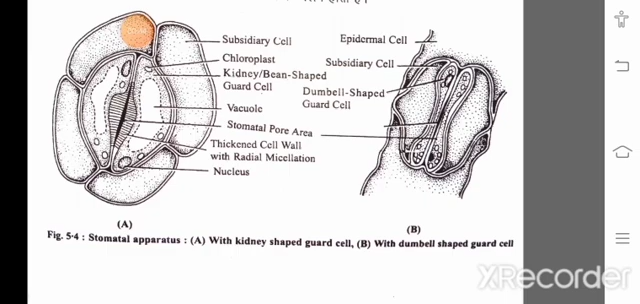 Subsidiary Cell
Chloroplast
Kidney/Bean-Shaped
Guard Cell
Vacuole
Stomatal Pore Area
Thickened Cell Wall
with Radial Micellation
Nucleus
Epidermal Cell
Subsidiary Cell
Dumbell-Shaped
Guard Cell
(A)
(B)
Fig. 5·4 : Stomatal apparatus : (A) With kidney shaped guard cell, (B) With dumbell shaped guard cell
XRecorder